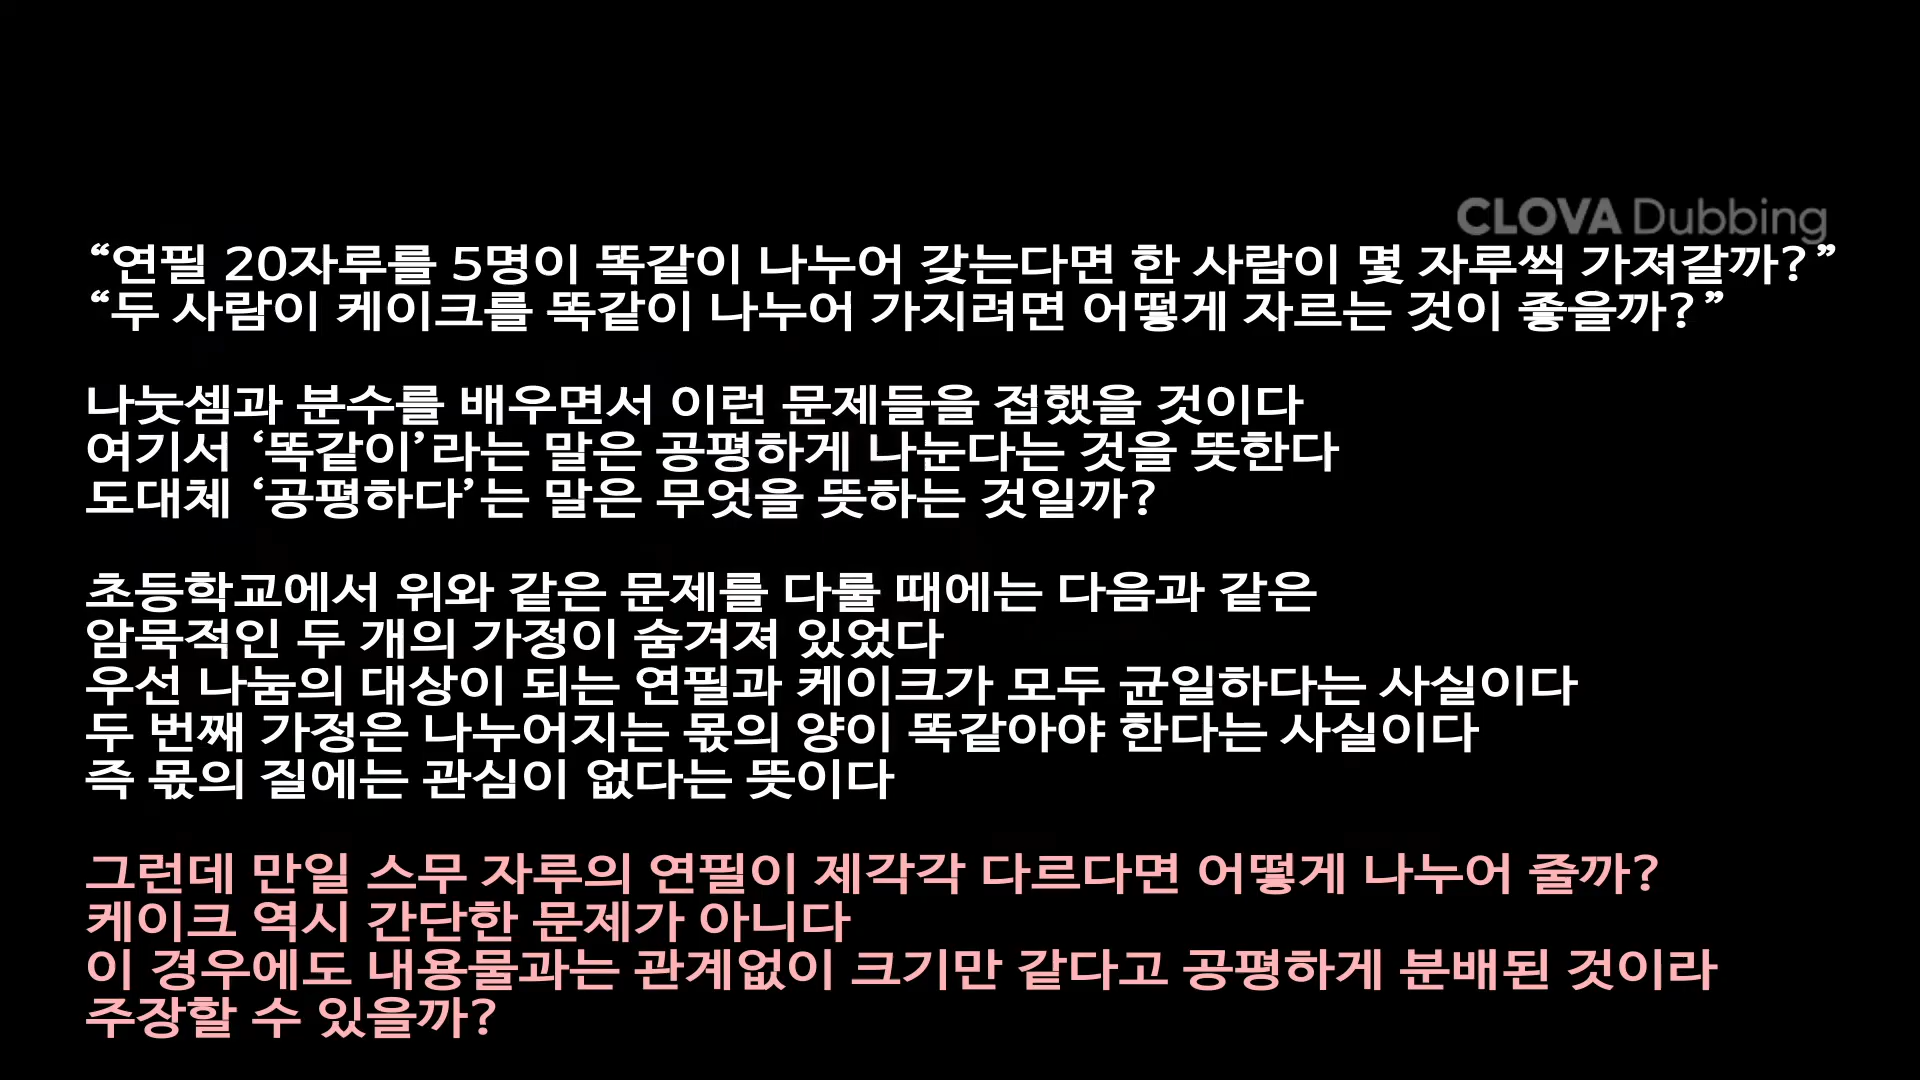 CLOVA Dubbing
“연필 20자루를 5명이 똑같이 나누어 갖는다면 한 사람이 몇 자루씩 가져갈까?”
“두 사람이 케이크를 똑같이 나누어 가지려면 어떻게 자르는 것이 좋을까?”
나눗셈과 분수를 배우면서 이런 문제들을 접했을 것이다
여기서 ‘똑같이’라는 말은 공평하게 나눈다는 것을 뜻한다
도대체 ‘공평하다’는 말은 무엇을 뜻하는 것일까?
초등학교에서 위와 같은 문제를 다룰 때에는 다음과 같은
암묵적인 두 개의 가정이 숨겨져 있었다
우선 나눔의 대상이 되는 연필과 케이크가 모두 균일하다는 사실이다
두 번째 가정은 나누어지는 몫의 양이 똑같아야 한다는 사실이다
즉 몫의 질에는 관심이 없다는 뜻이다
그런데 만일 스무 자루의 연필이 제각각 다르다면 어떻게 나누어 줄까?
케이크 역시 간단한 문제가 아니다
이 경우에도 내용물과는 관계없이 크기만 같다고 공평하게 분배된 것이라
주장할 수 있을까?